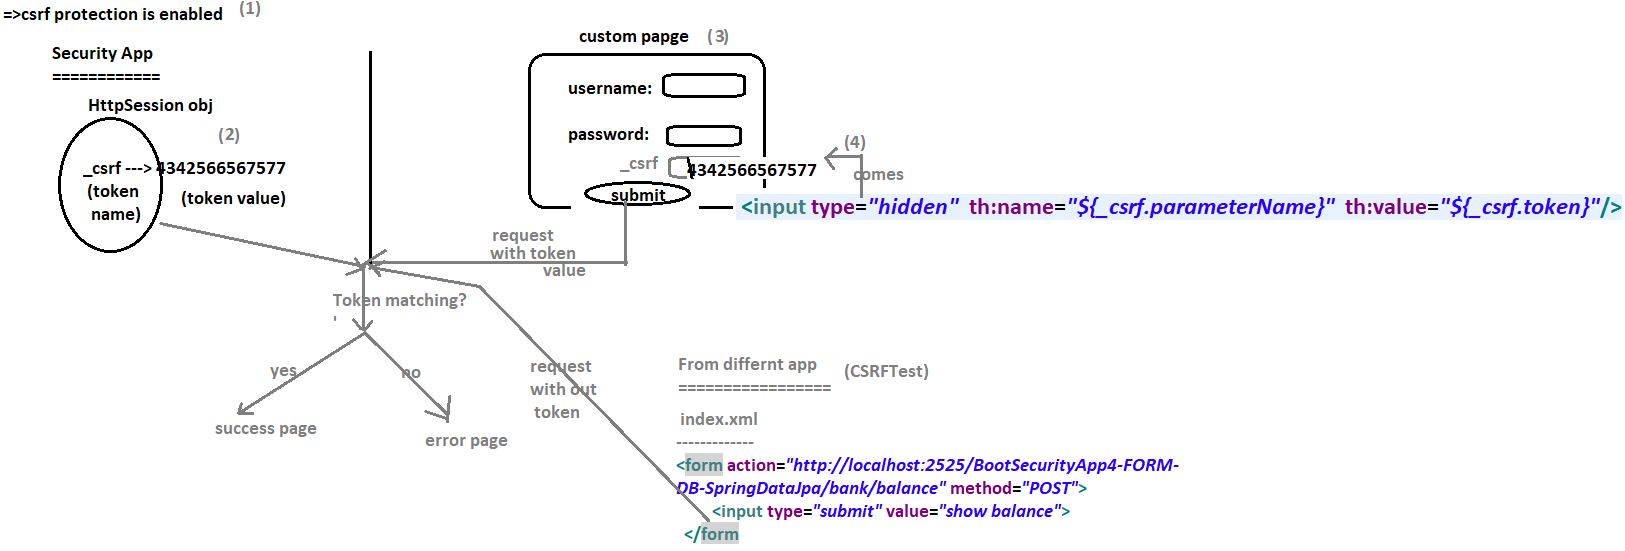 =>csrf protection is enabled (1)
Security App
============
HttpSession obj
(2)
_csrf ---> 4342566567577
(token name)
(token value)
custom papge (3)
username:
password:
_csrf 4342566567577
submit
(4)
comes
<input type="hidden" th:name="${_csrf.parameterName}" th:value="${_csrf.token}"/>
request
with token
value
Token matching?
'
yes
no
success page
error page
request
with out
token
From differnt app (CSRFTest)
=================
index.xml
-------------
<form action="http://localhost:2525/BootSecurityApp4-FORM-
DB-SpringDataJpa/bank/balance" method="POST">
<input type="submit" value="show balance">
</form